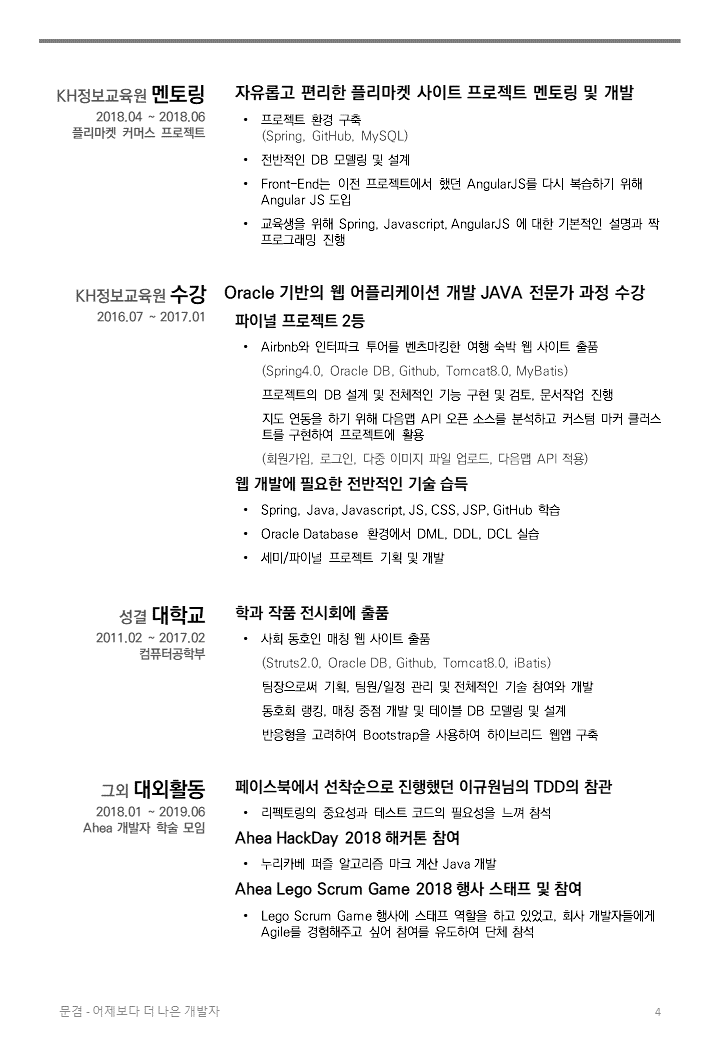 KH정보교육원 멘토링
2018.04 ~ 2018.06
플리마켓 커머스 프로젝트
자유롭고 편리한 플리마켓 사이트 프로젝트 멘토링 및 개발
• 프로젝트 환경 구축
(Spring, GitHub, MySQL)
• 전반적인 DB 모델링 및 설계
• Front-End는 이전 프로젝트에서 했던 AngularJS를 다시 복습하기 위해
Angular JS 도입
• 교육생을 위해 Spring, Javascript, AngularJS 에 대한 기본적인 설명과 짝
프로그래밍 진행
KH정보교육원 수강
2016.07 ~ 2017.01
Oracle 기반의 웹 어플리케이션 개발 JAVA 전문가 과정 수강
파이널 프로젝트 2등
• Airbnb와 인터파크 투어를 벤츠마킹한 여행 숙박 웹 사이트 출품
(Spring4.0, Oracle DB, Github, Tomcat8.0, MyBatis)
프로젝트의 DB 설계 및 전체적인 기능 구현 및 검토, 문서작업 진행
지도 연동을 하기 위해 다음맵 API 오픈 소스를 분석하고 커스텀 마커 클러스
트를 구현하여 프로젝트에 활용
(회원가입, 로그인, 다중 이미지 파일 업로드, 다음맵 API 적용)
웹 개발에 필요한 전반적인 기술 습득
• Spring, Java, Javascript, JS, CSS, JSP, GitHub 학습
• Oracle Database 환경에서 DML, DDL, DCL 실습
• 세미/파이널 프로젝트 기획 및 개발
성결 대학교
2011.02 ~ 2017.02
컴퓨터공학부
학과 작품 전시회에 출품
• 사회 동호인 매칭 웹 사이트 출품
(Struts2.0, Oracle DB, Github, Tomcat8.0, iBatis)
팀장으로써 기획, 팀원/일정 관리 및 전체적인 기술 참여와 개발
동호회 랭킹, 매칭 중점 개발 및 테이블 DB 모델링 및 설계
반응형을 고려하여 Bootstrap을 사용하여 하이브리드 웹앱 구축
그외 대외활동
2018.01 ~ 2019.06
Ahea 개발자 학술 모임
페이스북에서 선착순으로 진행했던 이규원님의 TDD의 참관
• 리펙토링의 중요성과 테스트 코드의 필요성을 느껴 참석
Ahea HackDay 2018 해커톤 참여
• 누리카베 퍼즐 알고리즘 마크 계산 Java 개발
Ahea Lego Scrum Game 2018 행사 스태프 및 참여
• Lego Scrum Game 행사에 스태프 역할을 하고 있었고, 회사 개발자들에게
Agile를 경험해주고 싶어 참여를 유도하여 단체 참석
문겸 - 어제보다 더 나은 개발자
4